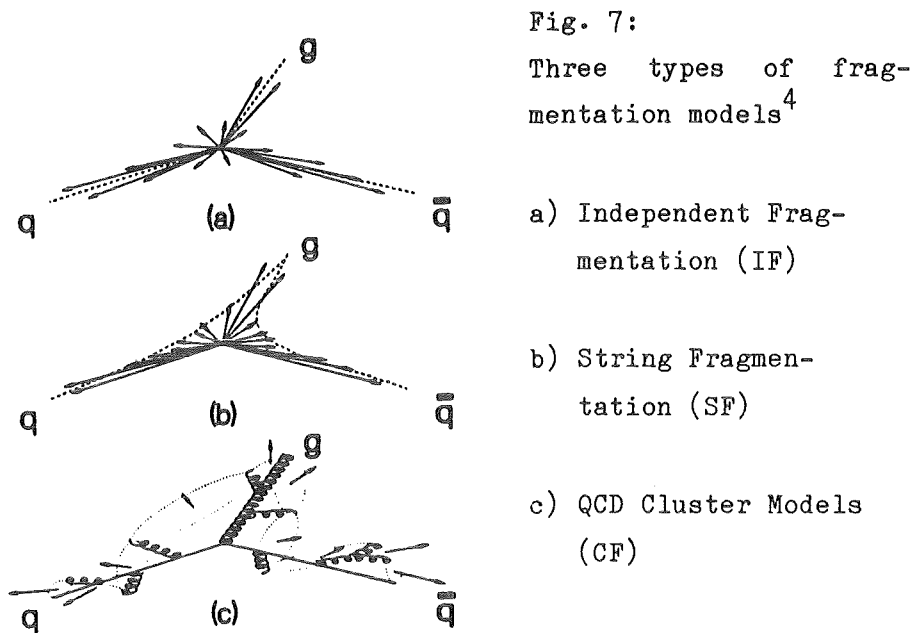 g
q
(a)
q̄
g
q
(b)
q̄
g
q
(c)
q̄
Fig. 7:
Three types of frag-
mentation models4
a) Independent Frag-
mentation (IF)
b) String Fragmen-
tation (SF)
c) QCD Cluster Models
(CF)